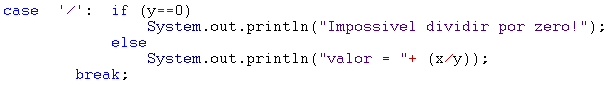 case '/': if (y==0)
System.out.println("Impossivel dividir por zero!");
else
System.out.println("valor = "+ (x/y));
break;